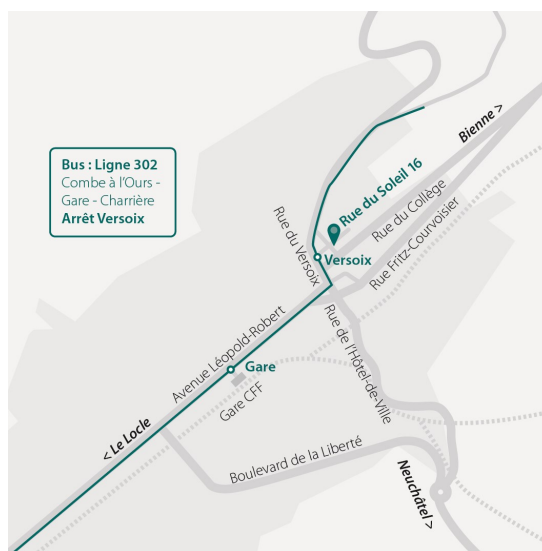 Bus : Ligne 302
Combe à l'Ours -
Gare - Charrière
Arrêt Versoix
Bienne >
Rue du Soleil 16
Rue du Collège
Rue Fritz-Courvoisier
Rue du Versoix
Versoix
Avenue Léopold-Robert
Rue de l'Hôtel-de-Ville
Gare
Gare CFF
< Le Locle
Boulevard de la Liberté
Neuchâtel >